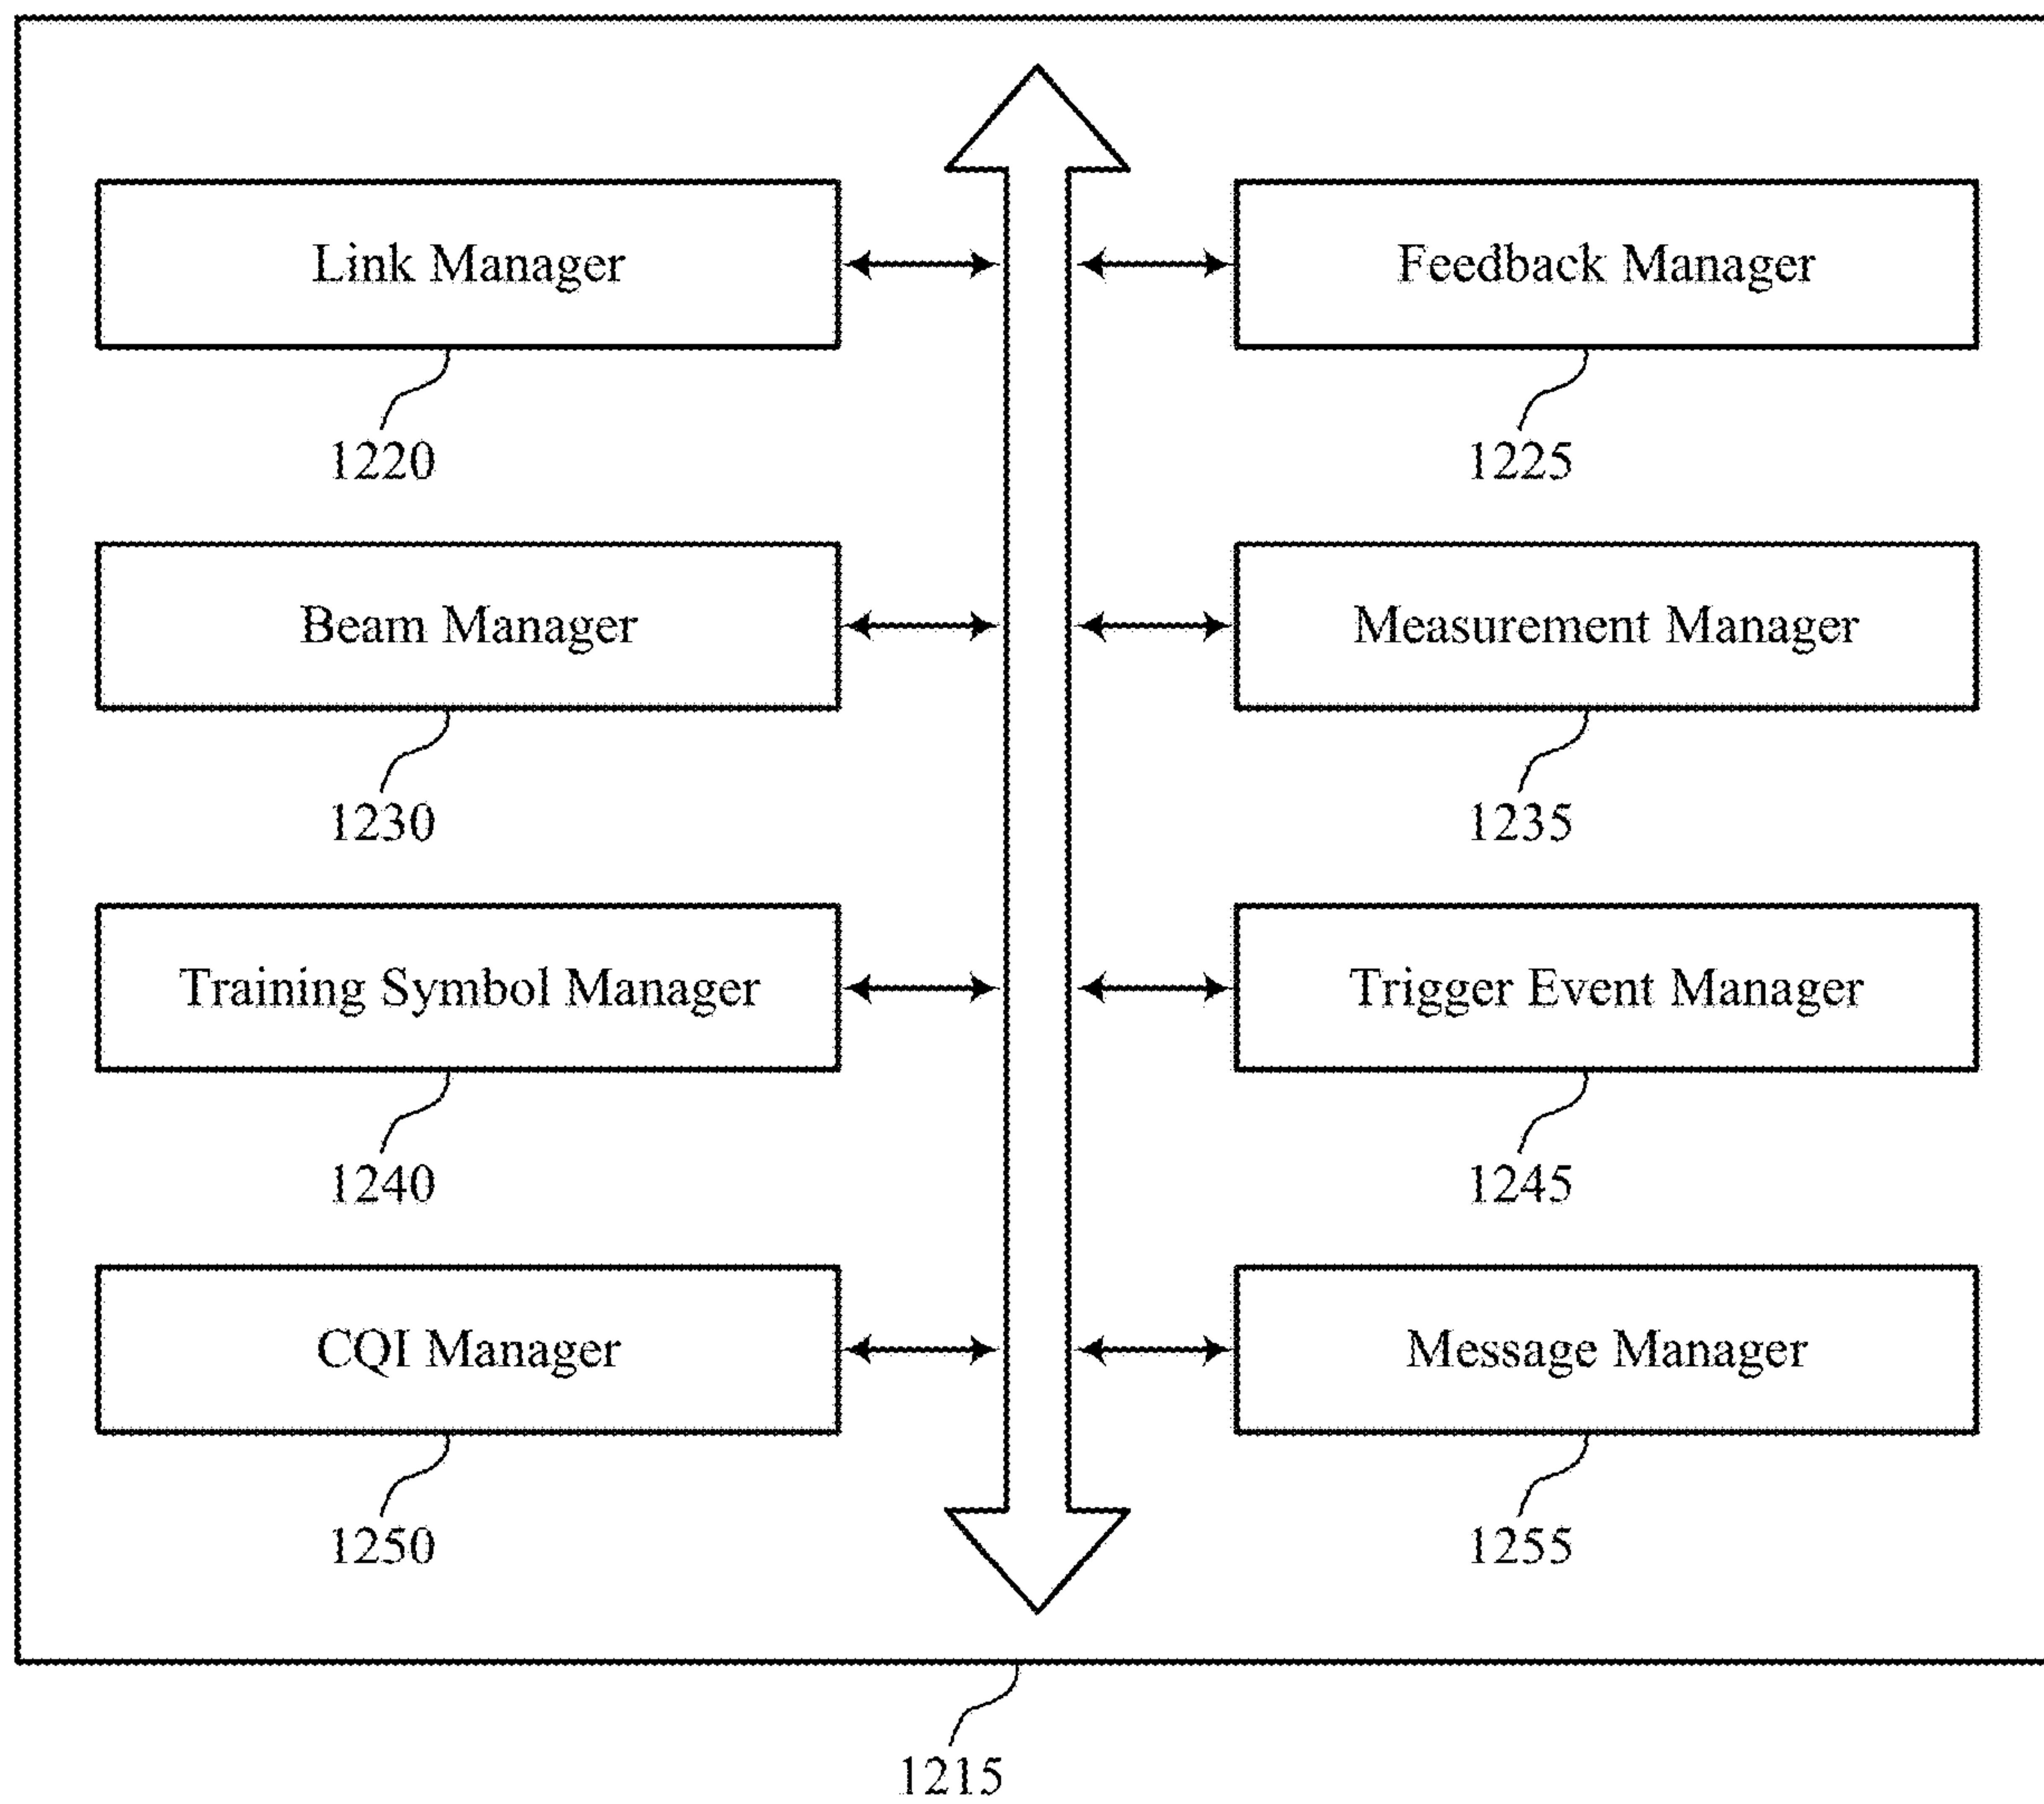 Link Manager
Feedback Manager
1220
1225
Beam Manager
Measurement Manager
1230
1235
Training Symbol Manager
Trigger Event Manager
1240
1245
CQI Manager
Message Manager
1250
1255
1215